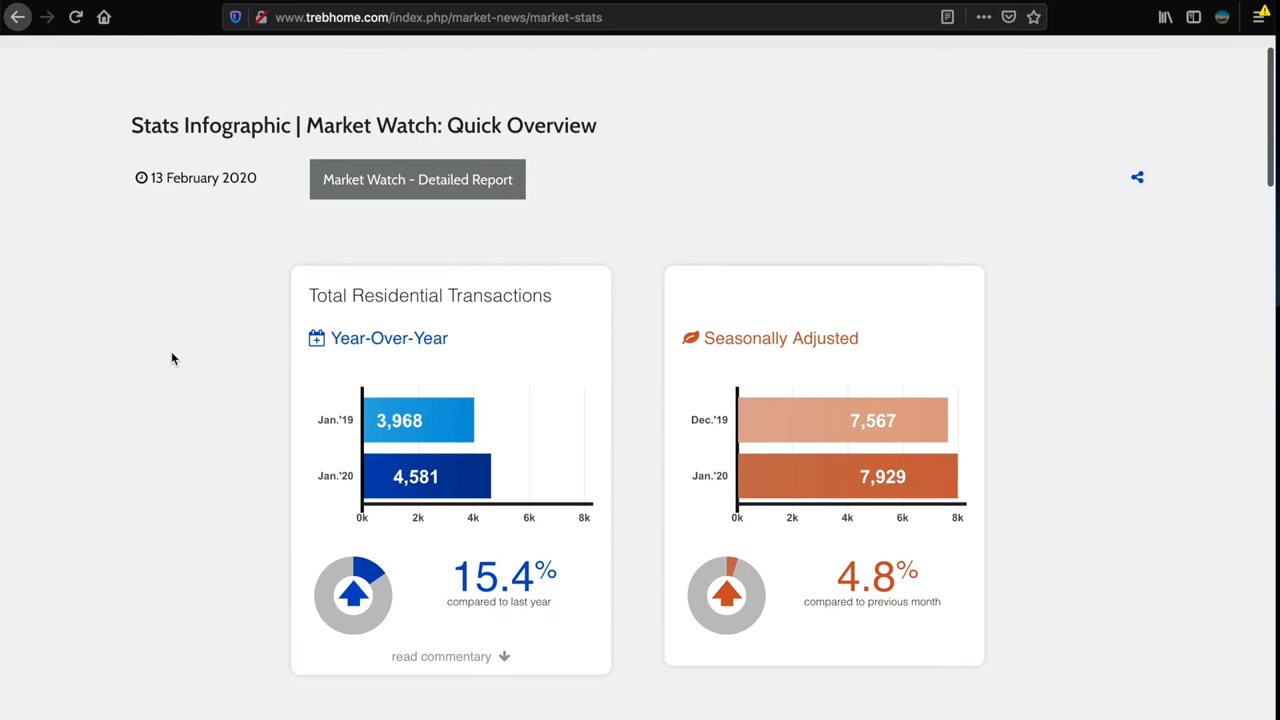 www.trebhome.com/index.php/market-news/market-stats
Stats Infographic | Market Watch: Quick Overview
13 February 2020
Market Watch - Detailed Report
Total Residential Transactions
Year-Over-Year
Jan.'19
3,968
Jan.'20
4,581
0k 2k 4k 6k 8k
15.4%
compared to last year
read commentary
Seasonally Adjusted
Dec.'19
7,567
Jan.'20
7,929
0k 2k 4k 6k 8k
4.8%
compared to previous month